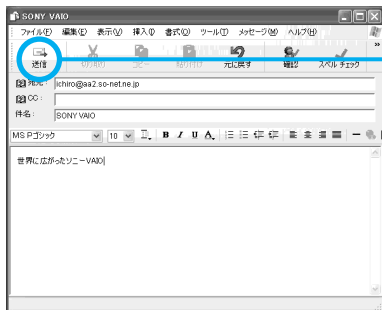 SONY VAIO
ファイル(F) 編集(E) 表示(V) 挿入(I) 書式(O) ツール(T) メッセージ(M) ヘルプ(H)
送信 切り取り コピー 貼り付け 元に戻す 確認 スペル チェック
宛先: ichiro@aa2.so-net.ne.jp
CC:
件名: SONY VAIO
MS Pゴシック 10 B I U A
世界に広がったソニーVAIO